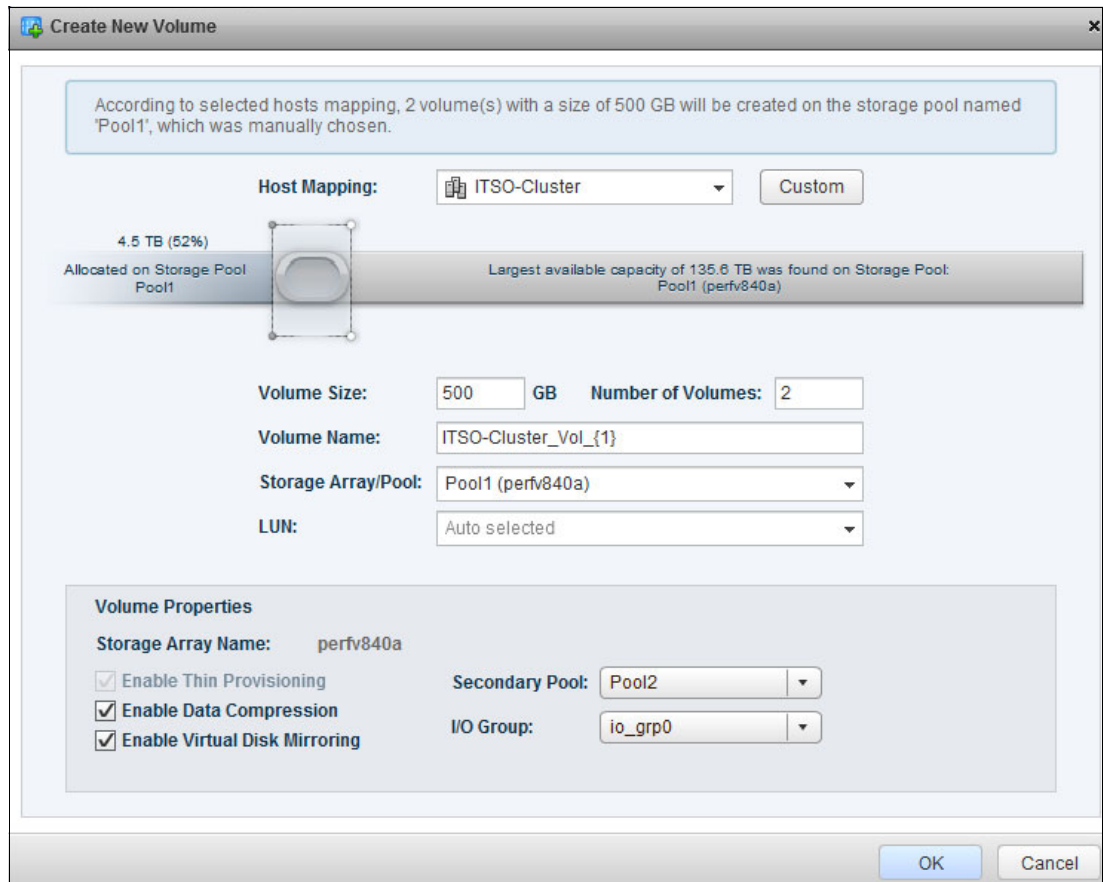 Create New Volume
×
According to selected hosts mapping, 2 volume(s) with a size of 500 GB will be created on the storage pool named
'Pool1', which was manually chosen.
Host Mapping: ITSO-Cluster Custom
4.5 TB (52%)
Allocated on Storage Pool
Pool1
Largest available capacity of 135.6 TB was found on Storage Pool:
Pool1 (perfv840a)
Volume Size: 500 GB Number of Volumes: 2
Volume Name: ITSO-Cluster_Vol_{1}
Storage Array/Pool: Pool1 (perfv840a)
LUN: Auto selected
Volume Properties
Storage Array Name: perfv840a
Enable Thin Provisioning
Enable Data Compression
Enable Virtual Disk Mirroring
Secondary Pool: Pool2
I/O Group: io_grp0
OK Cancel